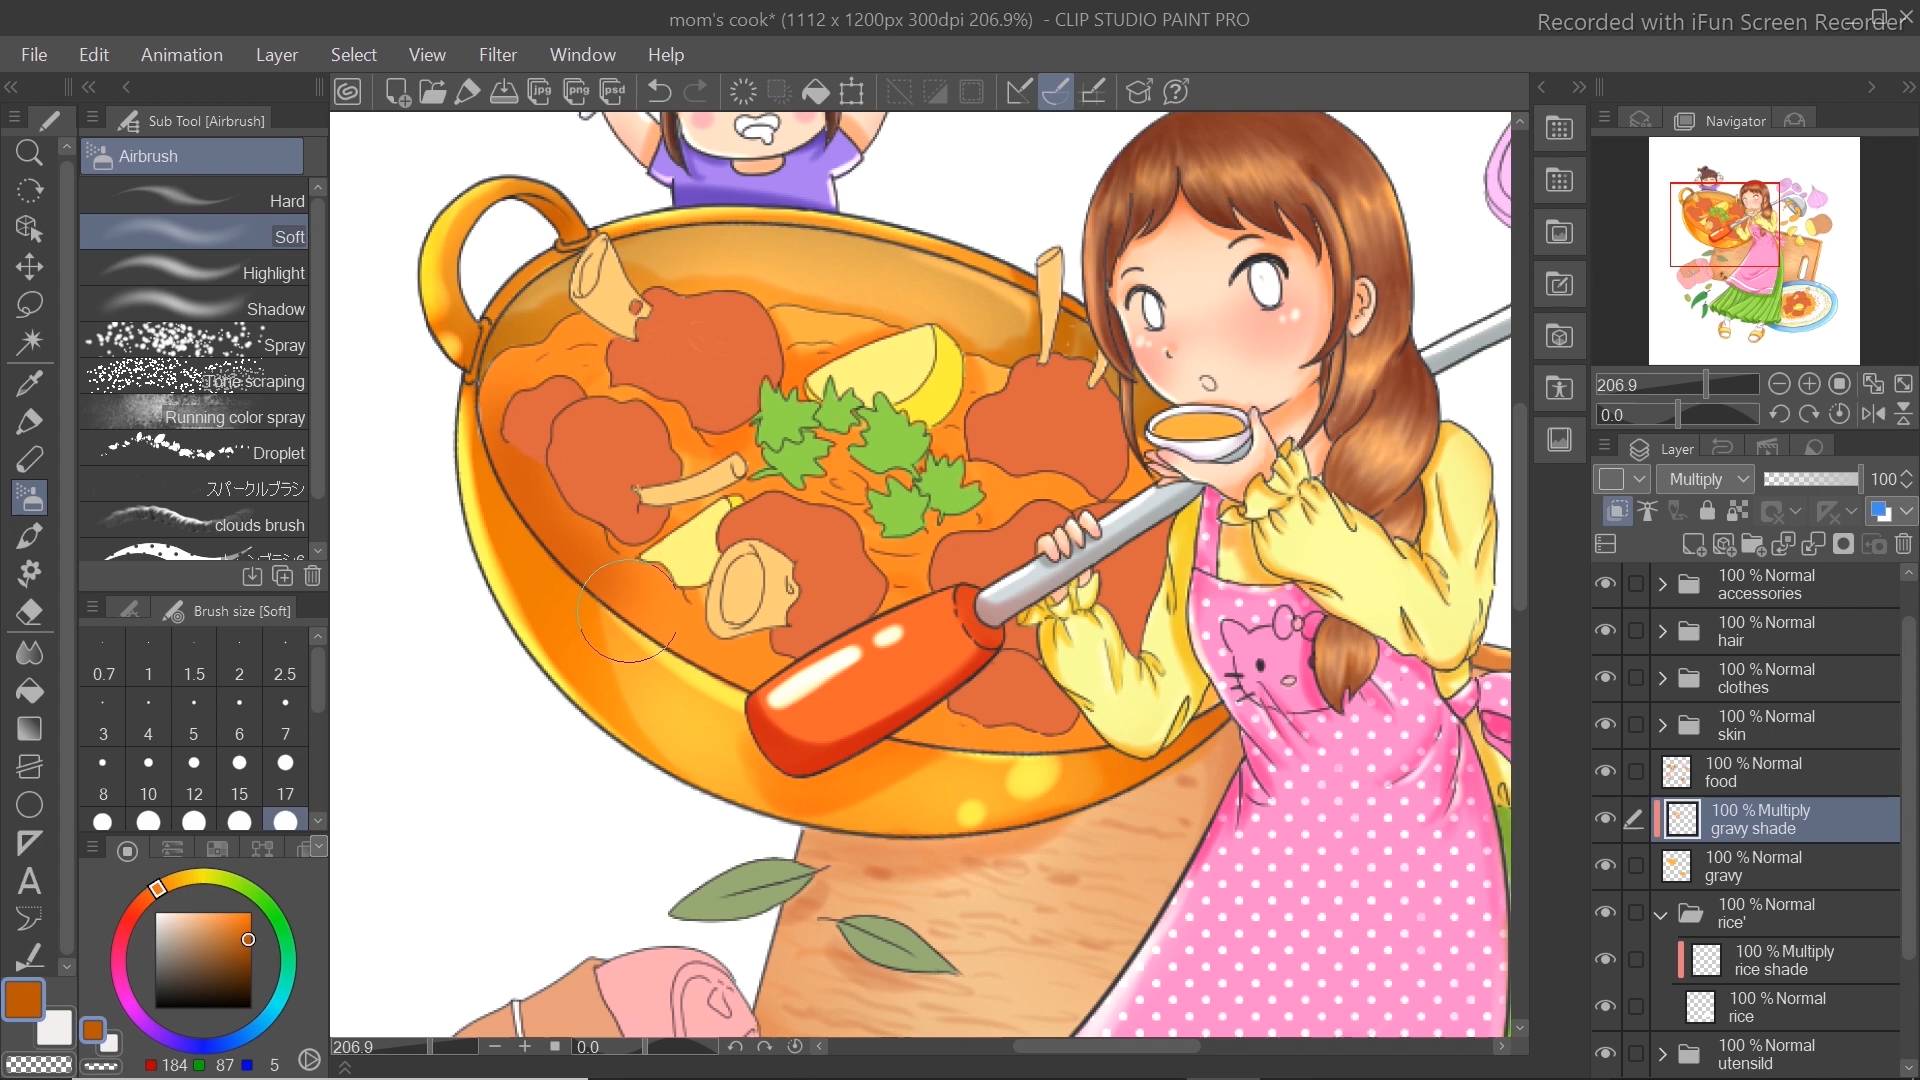 mom's cook* (1112 x 1200px 300dpi 206.9%)  - CLIP STUDIO PAINT PRO
Recorded with iFun Screen Recorder
File Edit Animation Layer Select View Filter Window Help
jpg png psd
Sub Tool [Airbrush]
Airbrush
Hard
Soft
Highlight
Shadow
Spray
Tone scraping
Running color spray
Droplet
スパークルブラシ
clouds brush
Brush size [Soft]
0.7 1 1.5 2 2.5
3 4 5 6 7
8 10 12 15 17
184 87 5
206.9 0.0
Navigator
206.9
0.0
Layer
Multiply 100
100 % Normal
accessories
100 % Normal
hair
100 % Normal
clothes
100 % Normal
skin
100 % Normal
food
100 % Multiply
gravy shade
100 % Normal
gravy
100 % Normal
rice'
100 % Multiply
rice shade
100 % Normal
rice
100 % Normal
utensild